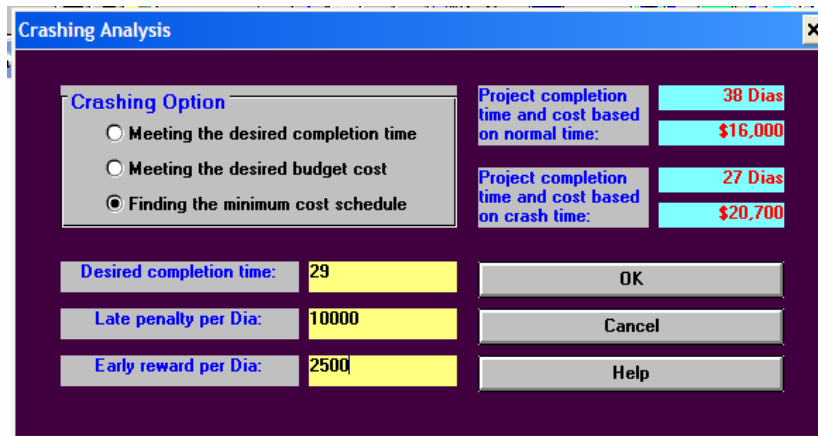 Crashing Analysis
Crashing Option
Meeting the desired completion time
Meeting the desired budget cost
Finding the minimum cost schedule
Project completion
time and cost based
on normal time:
38 Dias
$16,000
Project completion
time and cost based
on crash time:
27 Dias
$20,700
Desired completion time:
29
Late penalty per Dia:
10000
Early reward per Dia:
2500
OK
Cancel
Help